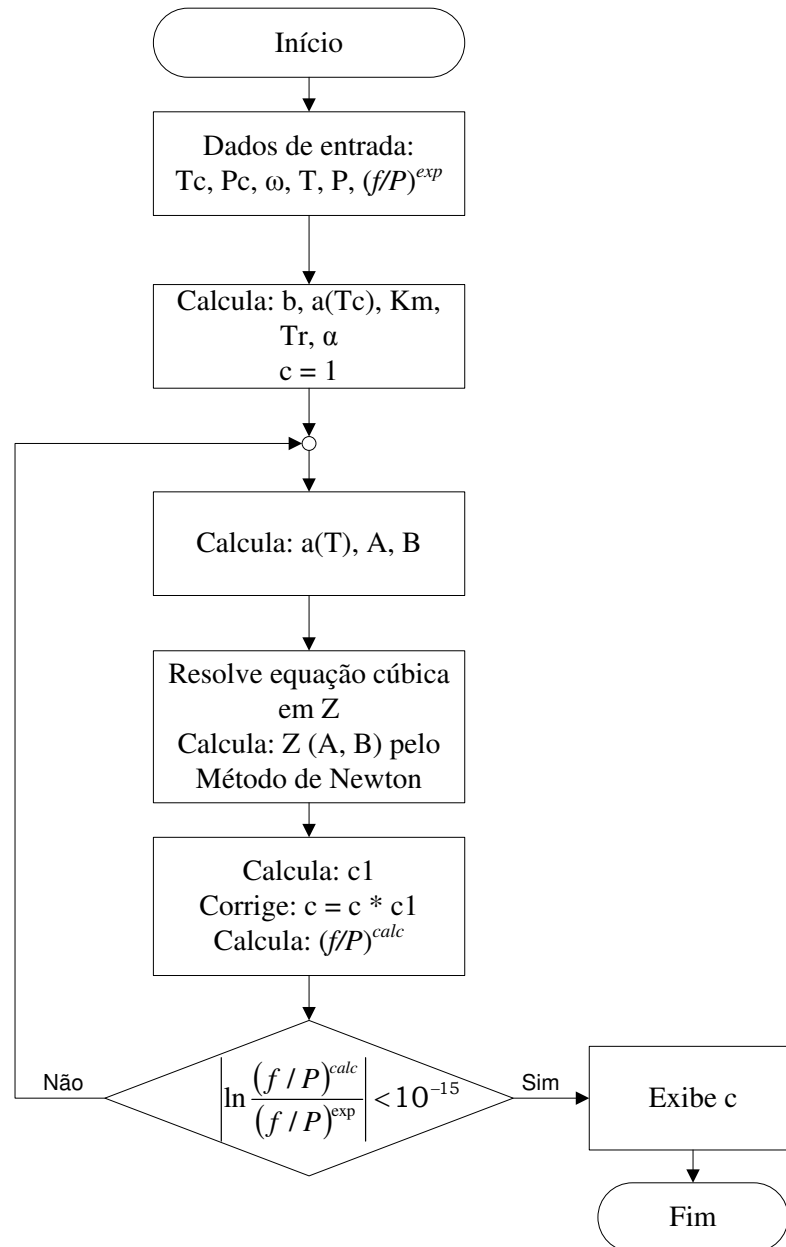 Início
Dados de entrada:
Tc, Pc, ω, T, P, (f/P)^exp
Calcula: b, a(Tc), Km,
Tr, α
c = 1
Calcula: a(T), A, B
Resolve equação cúbica
em Z
Calcula: Z (A, B) pelo
Método de Newton
Calcula: c1
Corrige: c = c * c1
Calcula: (f/P)^calc
Não
|ln (f / P)^calc / (f / P)^exp| < 10^−15
Sim
Exibe c
Fim